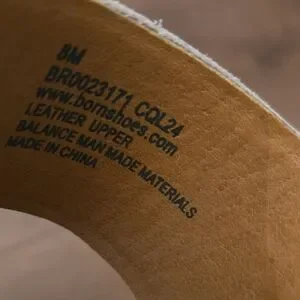 8M
BR0023171 CQL24
www.bornshoes.com
LEATHER UPPER
BALANCE MAN MADE MATERIALS
MADE IN CHINA